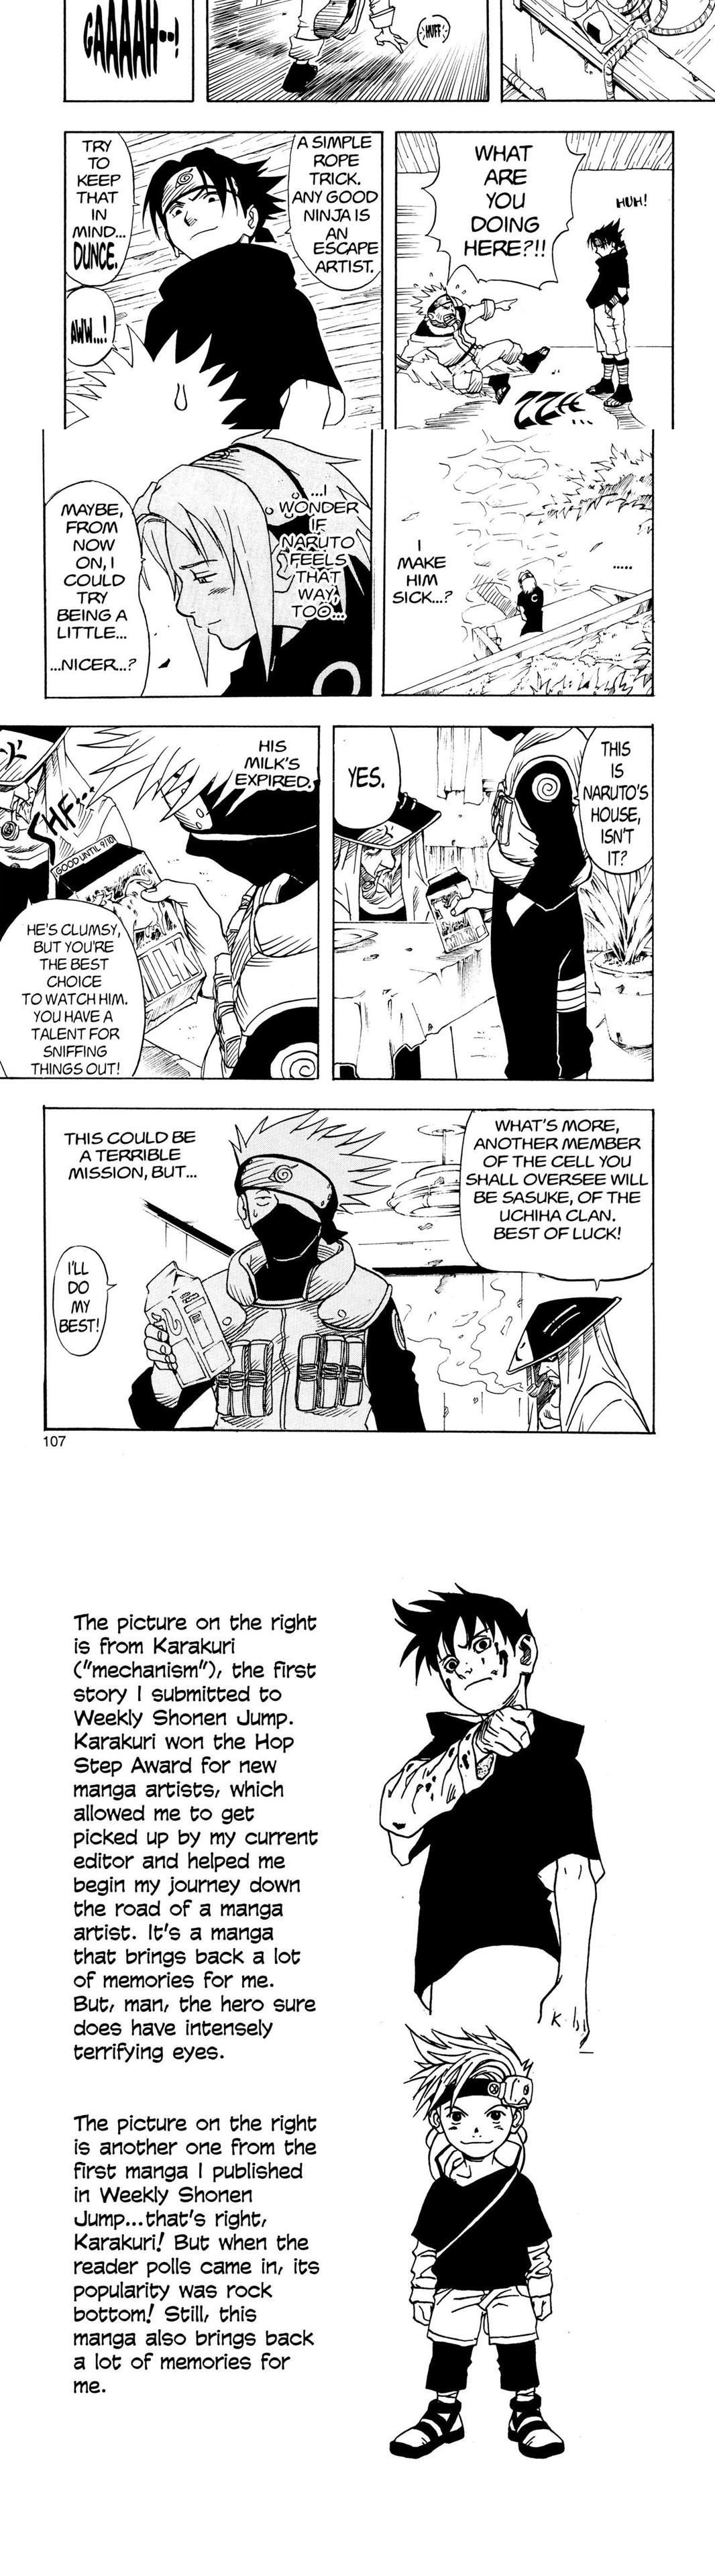 GAAAAH--!
HUFF
WHAT
ARE
YOU
DOING
HERE?!!
HUH!
A SIMPLE
ROPE
TRICK.
ANY GOOD
NINJA IS
AN
ESCAPE
ARTIST.
TRY
TO
KEEP
THAT
IN
MIND...
DUNCE.
AWW...!
ZZH...
......
I
MAKE
HIM
SICK...?
...I
WONDER
IF
NARUTO
FEELS
THAT
WAY,
TOO...
MAYBE,
FROM
NOW
ON, I
COULD
TRY
BEING A
LITTLE...
...NICER...?
THIS
IS
NARUTO'S
HOUSE,
ISN'T
IT?
YES.
MILK
HIS
MILK'S
EXPIRED.
SHF...
GOOD UNTIL 9/10
MILK
HE'S CLUMSY,
BUT YOU'RE
THE BEST
CHOICE
TO WATCH HIM.
YOU HAVE A
TALENT FOR
SNIFFING
THINGS OUT!
WHAT'S MORE,
ANOTHER MEMBER
OF THE CELL YOU
SHALL OVERSEE WILL
BE SASUKE, OF THE
UCHIHA CLAN.
BEST OF LUCK!
THIS COULD BE
A TERRIBLE
MISSION, BUT...
I'LL
DO
MY
BEST!
107
The picture on the right
is from Karakuri
("mechanism"), the first
story I submitted to
Weekly Shonen Jump.
Karakuri won the Hop
Step Award for new
manga artists, which
allowed me to get
picked up by my current
editor and helped me
begin my journey down
the road of a manga
artist. It's a manga
that brings back a lot
of memories for me.
But, man, the hero sure
does have intensely
terrifying eyes.
The picture on the right
is another one from the
first manga I published
in Weekly Shonen
Jump...that's right,
Karakuri! But when the
reader polls came in, its
popularity was rock
bottom! Still, this
manga also brings back
a lot of memories for
me.